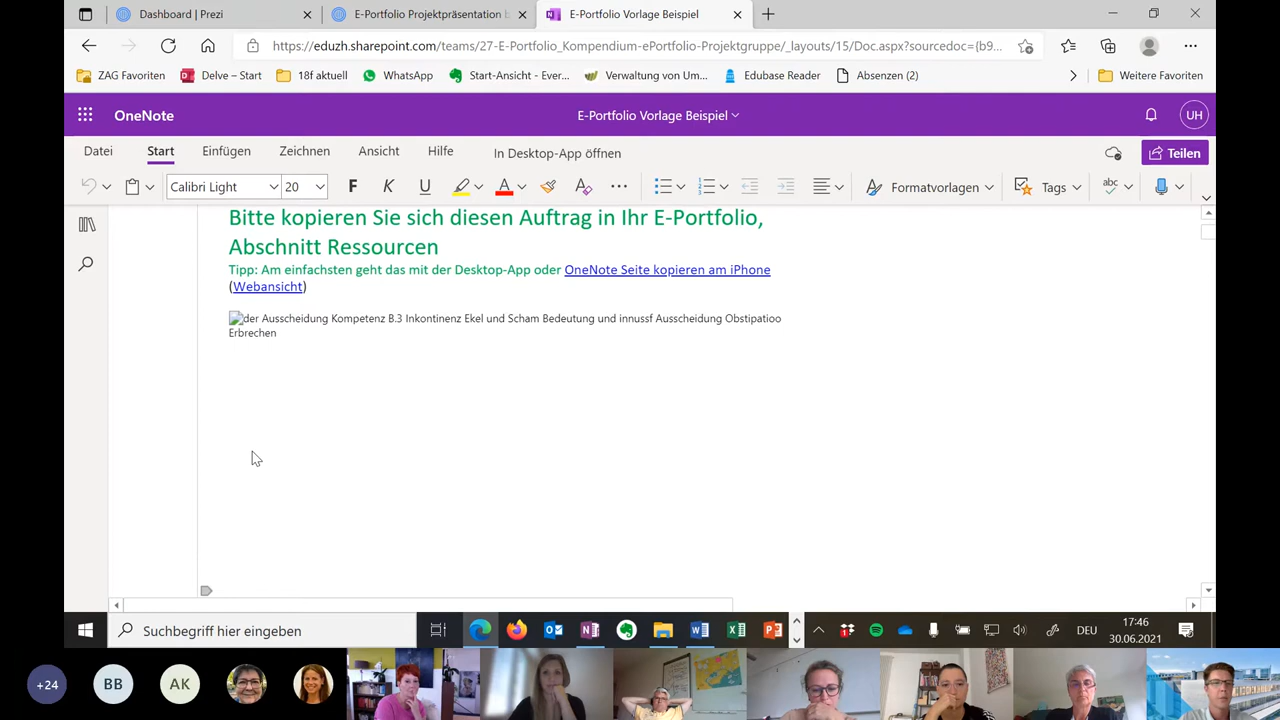 Dashboard | Prezi
E-Portfolio Projektpräsentation b
E-Portfolio Vorlage Beispiel
https://eduzh.sharepoint.com/teams/27-E-Portfolio_Kompendium-ePortfolio-Projektgruppe/_layouts/15/Doc.aspx?sourcedoc={b9...
ZAG Favoriten
Delve – Start
18f aktuell
WhatsApp
Start-Ansicht - Ever...
Verwaltung von Um...
Edubase Reader
Absenzen (2)
Weitere Favoriten
OneNote
E-Portfolio Vorlage Beispiel
UH
Datei
Start
Einfügen
Zeichnen
Ansicht
Hilfe
In Desktop-App öffnen
Teilen
Calibri Light
20
F
K
U
A
A
abc
Formatvorlagen
Tags
Bitte kopieren Sie sich diesen Auftrag in Ihr E-Portfolio,
Abschnitt Ressourcen
Tipp: Am einfachsten geht das mit der Desktop-App oder OneNote Seite kopieren am iPhone
(Webansicht)
der Ausscheidung Kompetenz B.3 Inkontinenz Ekel und Scham Bedeutung und innussf Ausscheidung Obstipatioo
Erbrechen
Suchbegriff hier eingeben
DEU
17:46
30.06.2021
+24
BB
AK